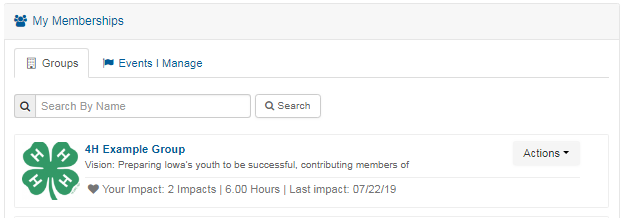 My Memberships
Groups
Events I Manage
Search By Name
Search
H H H H
4H Example Group
Actions
Vision: Preparing Iowa's youth to be successful, contributing members of
Your Impact: 2 Impacts | 6.00 Hours | Last impact: 07/22/19